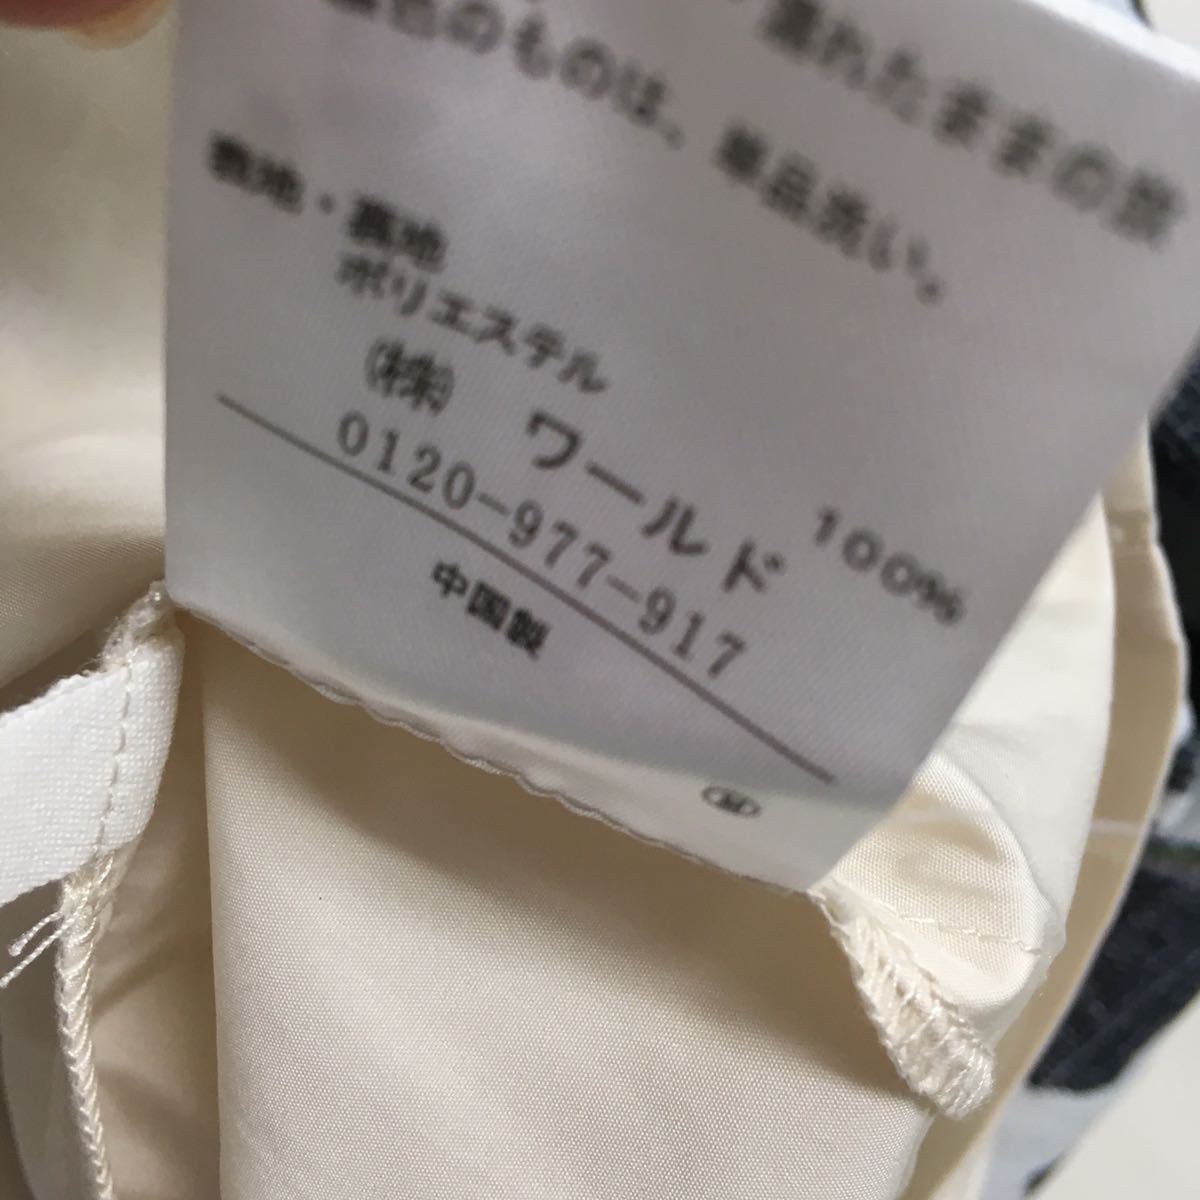 濡れたままの放
色のものは、単品洗い。
表地・裏地
ポリエステル 100%
㈱ ワールド
0120-977-917
中国製